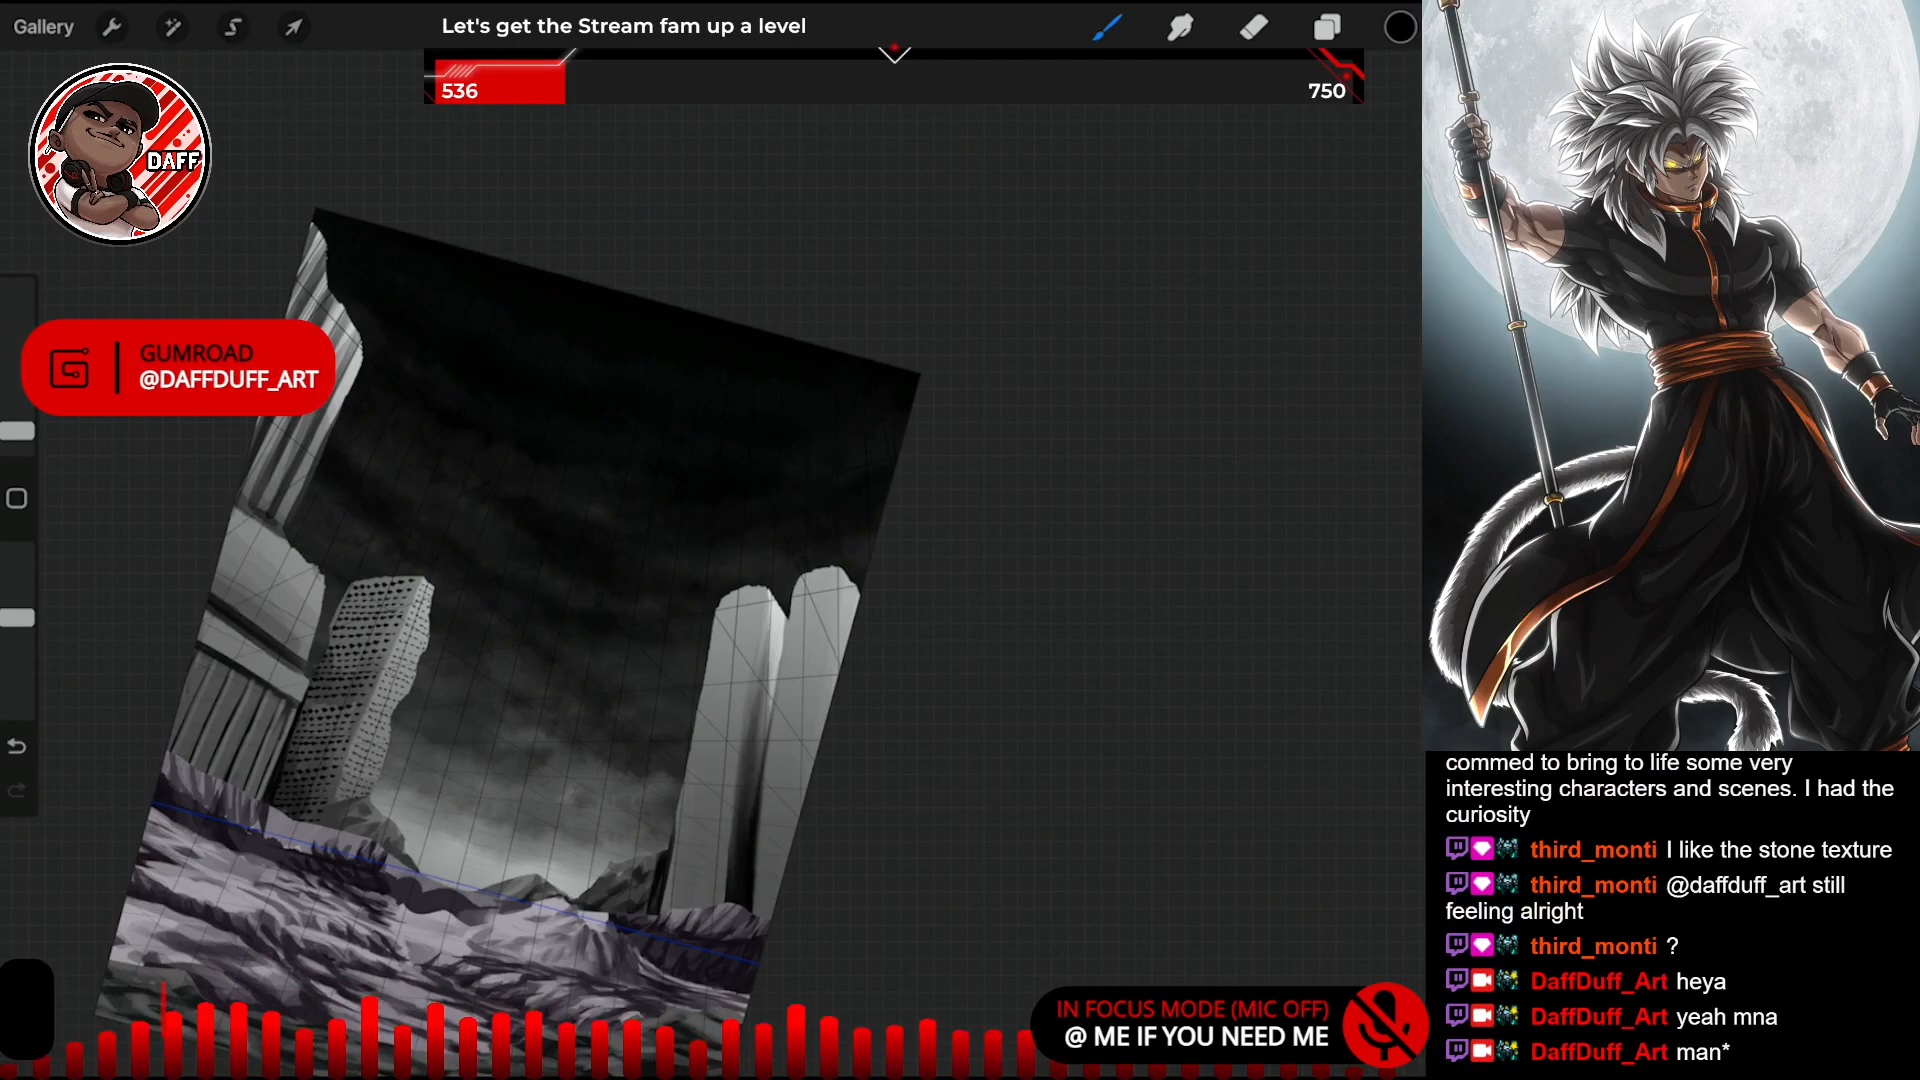 Gallery
Let's get the Stream fam up a level
536
750
DAFF
GUMROAD
@DAFFDUFF_ART
IN FOCUS MODE (MIC OFF)
@ ME IF YOU NEED ME
commed to bring to life some very
interesting characters and scenes. I had the
curiosity
third_monti I like the stone texture
third_monti @daffduff_art still
feeling alright
third_monti ?
DaffDuff_Art heya
DaffDuff_Art yeah mna
DaffDuff_Art man*